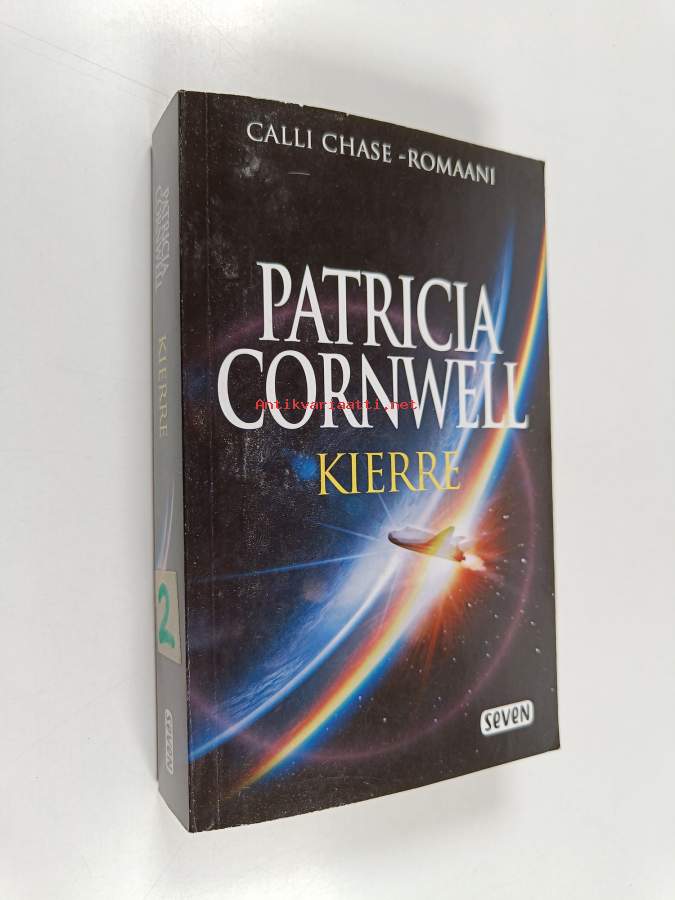 CALLI CHASE -ROMAANI
PATRICIA
CORNWELL
Antikvariaatti.net
KIERRE
seven
PATRICIA
CORNWELL
KIERRE
2
seven